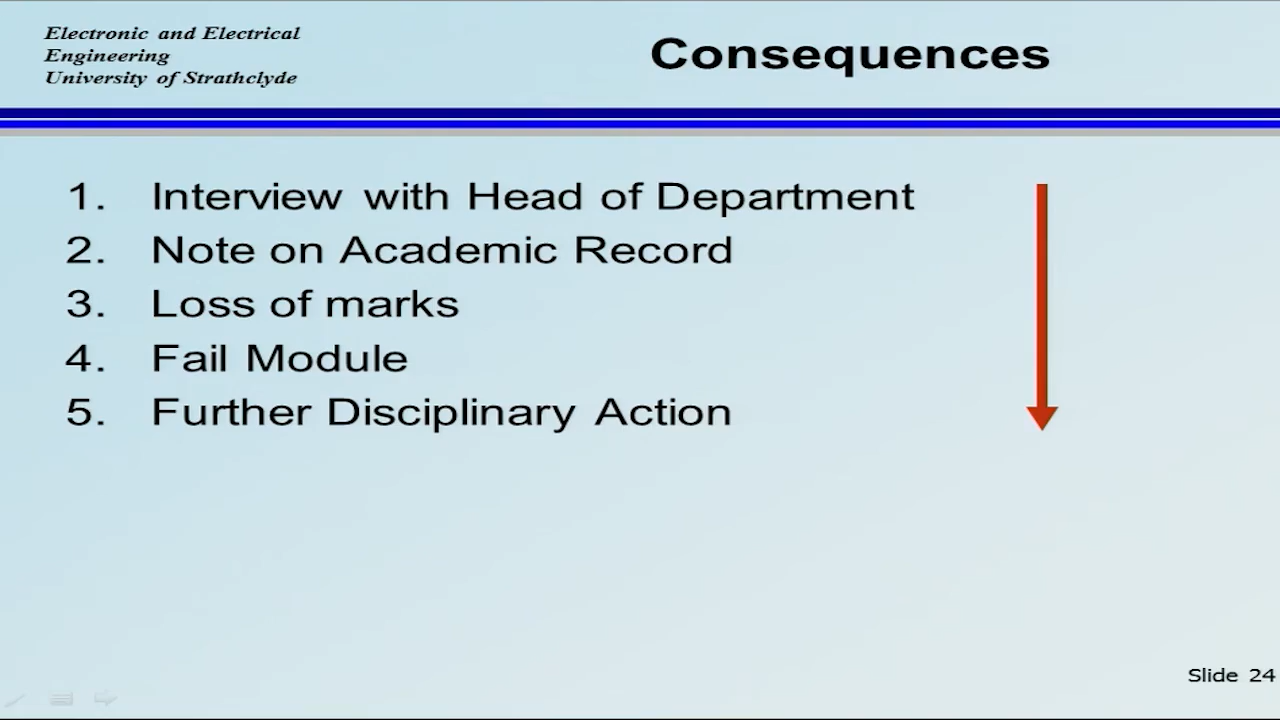 Electronic and Electrical
Engineering
University of Strathclyde
Consequences
1. Interview with Head of Department
2. Note on Academic Record
3. Loss of marks
4. Fail Module
5. Further Disciplinary Action
Slide 24